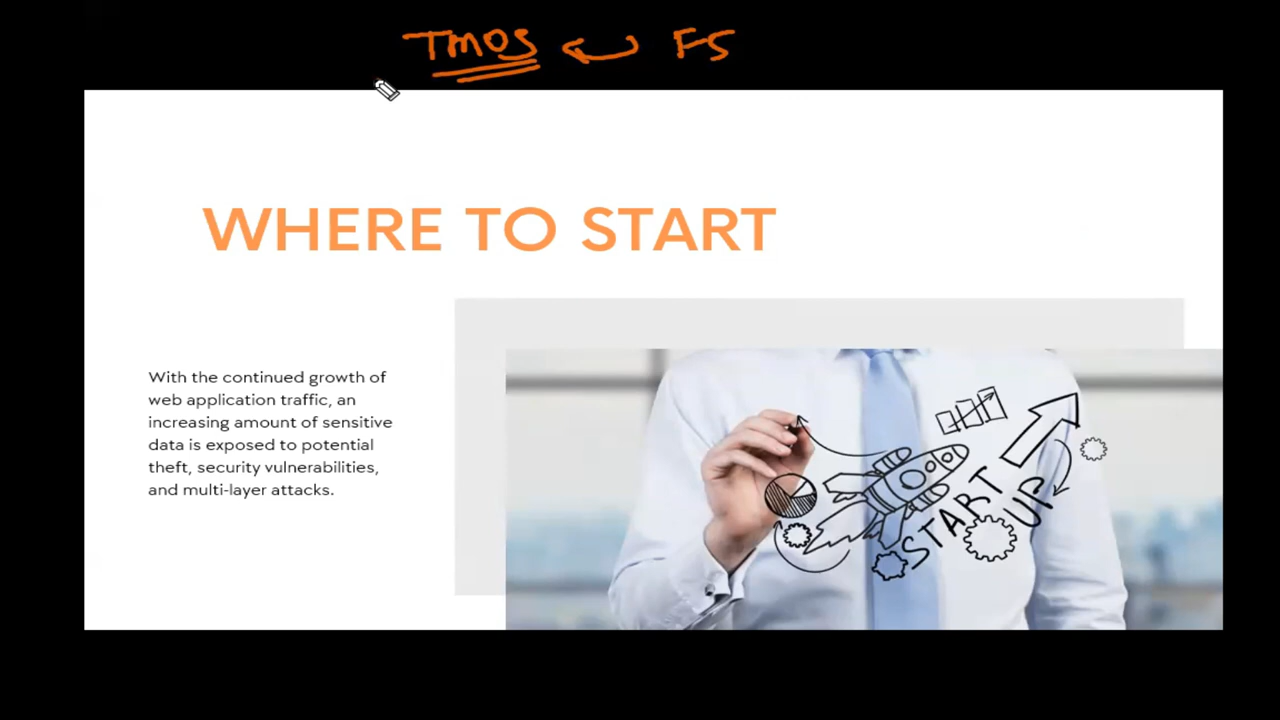 TMOS F5
WHERE TO START
With the continued growth of
web application traffic, an
increasing amount of sensitive
data is exposed to potential
theft, security vulnerabilities,
and multi-layer attacks.
START
UP